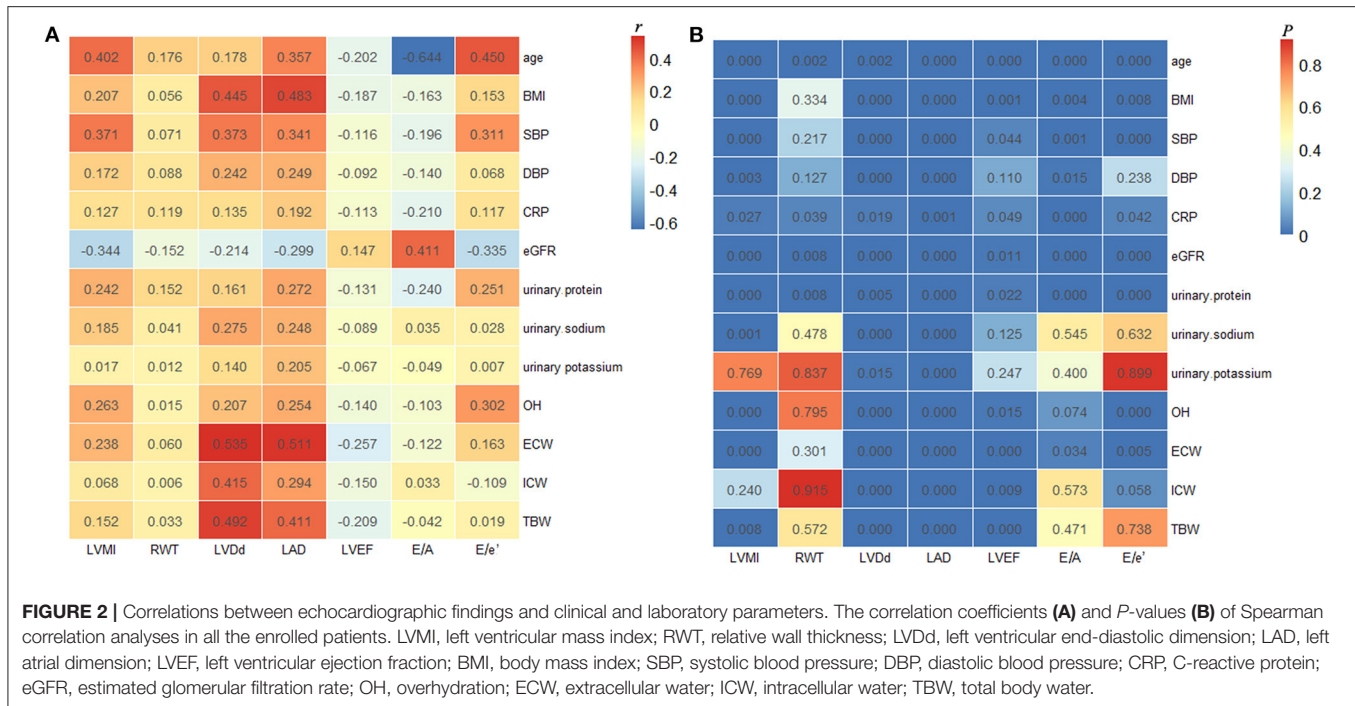 A
r
0.402 0.176 0.178 0.357 -0.202 -0.644 0.450 age
0.207 0.056 0.445 0.483 -0.187 -0.163 0.153 BMI
0.371 0.071 0.373 0.341 -0.116 -0.196 0.311 SBP
0.172 0.088 0.242 0.249 -0.092 -0.140 0.068 DBP
0.127 0.119 0.135 0.192 -0.113 -0.210 0.117 CRP
-0.344 -0.152 -0.214 -0.299 0.147 0.411 -0.335 eGFR
0.242 0.152 0.161 0.272 -0.131 -0.240 0.251 urinary.protein
0.185 0.041 0.275 0.248 -0.089 0.035 0.028 urinary.sodium
0.017 0.012 0.140 0.205 -0.067 -0.049 0.007 urinary.potassium
0.263 0.015 0.207 0.254 -0.140 -0.103 0.302 OH
0.238 0.060 0.535 0.511 -0.257 -0.122 0.163 ECW
0.068 0.006 0.415 0.294 -0.150 0.033 -0.109 ICW
0.152 0.033 0.492 0.411 -0.209 -0.042 0.019 TBW
LVMI RWT LVDd LAD LVEF E/A E/e'
0.4
0.2
0
-0.2
-0.4
-0.6
B
P
0.000 0.002 0.002 0.000 0.000 0.000 0.000 age
0.000 0.334 0.000 0.000 0.001 0.004 0.008 BMI
0.000 0.217 0.000 0.000 0.044 0.001 0.000 SBP
0.003 0.127 0.000 0.000 0.110 0.015 0.238 DBP
0.027 0.039 0.019 0.001 0.049 0.000 0.042 CRP
0.000 0.008 0.000 0.000 0.011 0.000 0.000 eGFR
0.000 0.008 0.005 0.000 0.022 0.000 0.000 urinary.protein
0.001 0.478 0.000 0.000 0.125 0.545 0.632 urinary.sodium
0.769 0.837 0.015 0.000 0.247 0.400 0.899 urinary.potassium
0.000 0.795 0.000 0.000 0.015 0.074 0.000 OH
0.000 0.301 0.000 0.000 0.000 0.034 0.005 ECW
0.240 0.915 0.000 0.000 0.009 0.573 0.058 ICW
0.008 0.572 0.000 0.000 0.000 0.471 0.738 TBW
LVMI RWT LVDd LAD LVEF E/A E/e'
0.8
0.6
0.4
0.2
0
FIGURE 2 | Correlations between echocardiographic findings and clinical and laboratory parameters. The correlation coefficients (A) and P-values (B) of Spearman
correlation analyses in all the enrolled patients. LVMI, left ventricular mass index; RWT, relative wall thickness; LVDd, left ventricular end-diastolic dimension; LAD, left
atrial dimension; LVEF, left ventricular ejection fraction; BMI, body mass index; SBP, systolic blood pressure; DBP, diastolic blood pressure; CRP, C-reactive protein;
eGFR, estimated glomerular filtration rate; OH, overhydration; ECW, extracellular water; ICW, intracellular water; TBW, total body water.